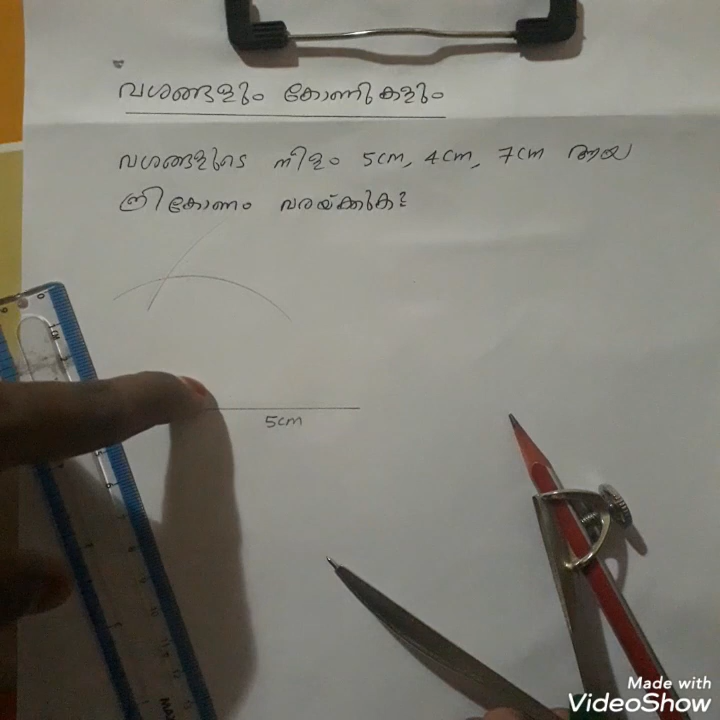 വശങ്ങളും കോണുകളും
വശങ്ങളുടെ നീളം 5cm, 4cm, 7cm ആയ
ത്രികോണം വരയ്ക്കുക?
5cm
Made with
VideoShow